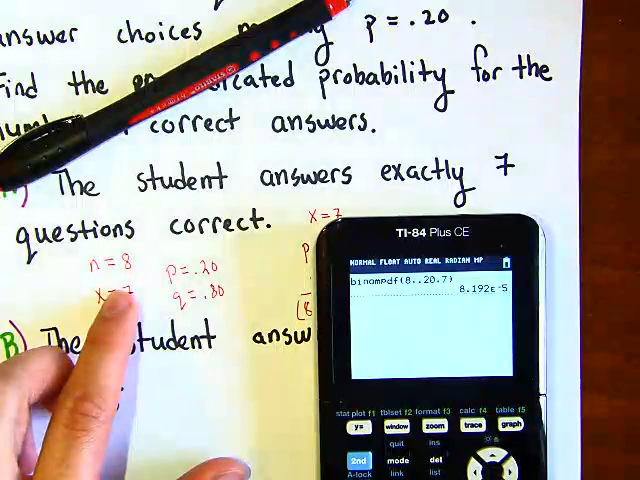 answer choices p = .20 .
Find the indicated probability for the
correct answers.
The student answers exactly 7
questions correct.
x = 7
n = 8 p = .20
x = 7 q = .80
B) The student answ
TI-84 Plus CE
NORMAL FLOAT AUTO REAL RADIAN MP
binompdf(8,.20,7)
8.192E-5
stat plot f1 tblset f2 format f3 calc f4 table f5
y= window zoom trace graph
quit ins
2nd mode del
A-lock link list